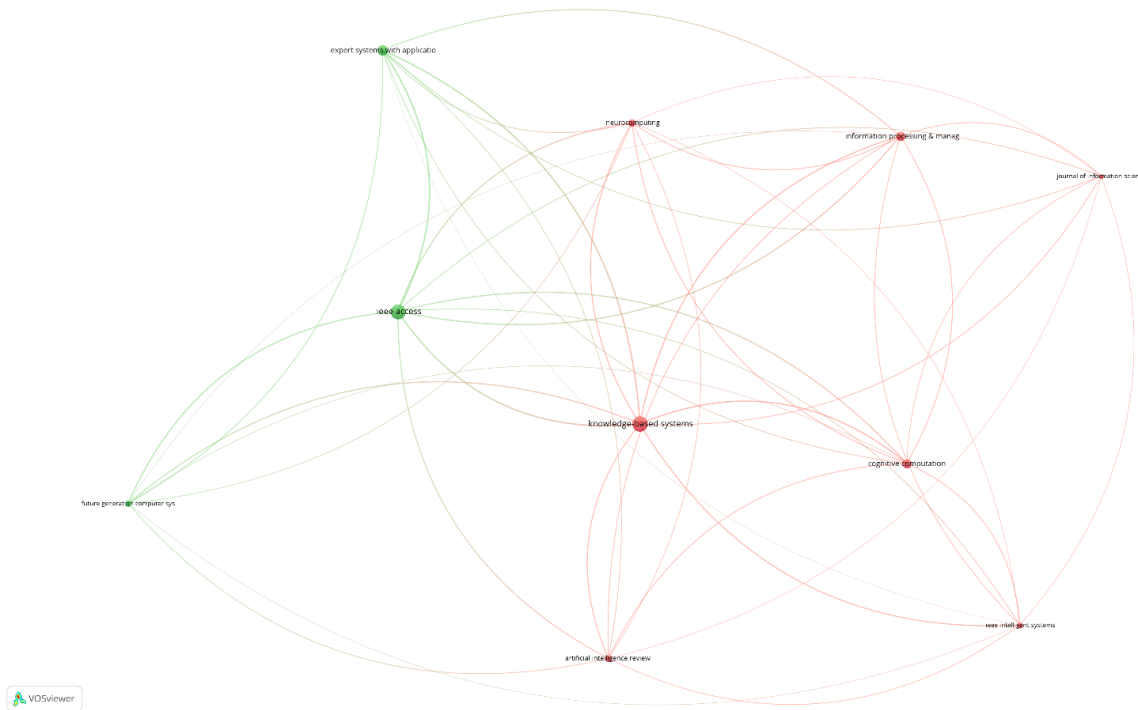 expert systems with applicatio
neurocomputing
information processing & manag
journal of information scien
ieee access
knowledge-based systems
cognitive computation
future generation computer sys
ieee intelligent systems
artificial intelligence review
VOSviewer